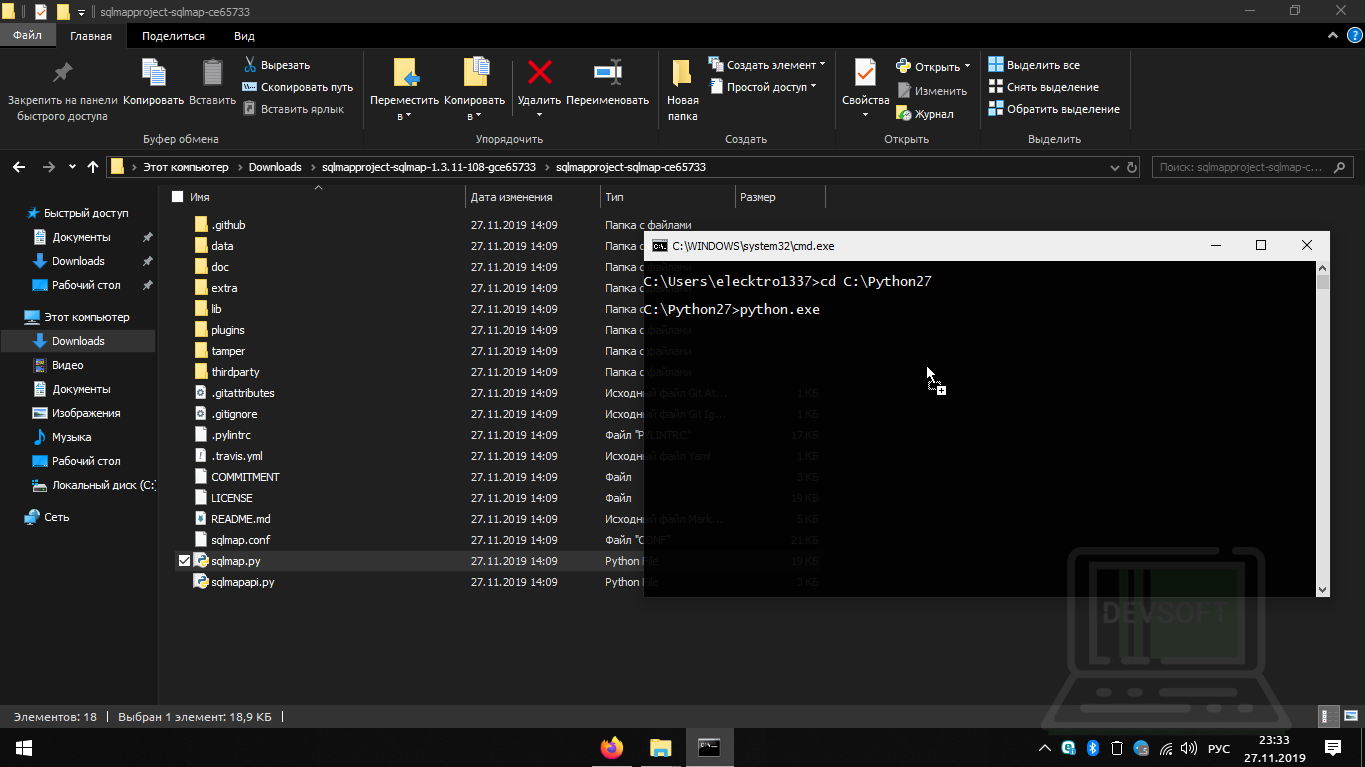 sqlmapproject-sqlmap-ce65733
Файл Главная Поделиться Вид
Закрепить на панели быстрого доступа
Копировать
Вставить
Вырезать
Скопировать путь
Вставить ярлык
Переместить в
Копировать в
Удалить
Переименовать
Новая папка
Создать элемент
Простой доступ
Свойства
Открыть
Изменить
Журнал
Выделить все
Снять выделение
Обратить выделение
Буфер обмена Упорядочить Создать Открыть Выделить
Этот компьютер Downloads sqlmapproject-sqlmap-1.3.11-108-gce65733 sqlmapproject-sqlmap-ce65733
Поиск: sqlmapproject-sqlmap-c...
Быстрый доступ
Документы
Downloads
Рабочий стол
Этот компьютер
Downloads
Видео
Документы
Изображения
Музыка
Рабочий стол
Локальный диск (C:)
Сеть
Имя Дата изменения Тип Размер
.github 27.11.2019 14:09 Папка с файлами
data 27.11.2019 14:09 Папка с файлами
doc 27.11.2019 14:09 Папка с файлами
extra 27.11.2019 14:09 Папка с файлами
lib 27.11.2019 14:09 Папка с файлами
plugins 27.11.2019 14:09 Папка с файлами
tamper 27.11.2019 14:09 Папка с файлами
thirdparty 27.11.2019 14:09 Папка с файлами
.gitattributes 27.11.2019 14:09 Исходный файл Git At... 1 КБ
.gitignore 27.11.2019 14:09 Исходный файл Git Ig... 1 КБ
.pylintrc 27.11.2019 14:09 Файл "PYLINTRC" 17 КБ
.travis.yml 27.11.2019 14:09 Исходный файл Yaml 1 КБ
COMMITMENT 27.11.2019 14:09 Файл 3 КБ
LICENSE 27.11.2019 14:09 Файл 19 КБ
README.md 27.11.2019 14:09 Исходный файл Mark... 5 КБ
sqlmap.conf 27.11.2019 14:09 Файл "CONF" 21 КБ
sqlmap.py 27.11.2019 14:09 Python File 19 КБ
sqlmapapi.py 27.11.2019 14:09 Python File 3 КБ
C:\WINDOWS\system32\cmd.exe
C:\Users\elecktro1337>cd C:\Python27
C:\Python27>python.exe
DEVSOFT
Элементов: 18 Выбран 1 элемент: 18,9 КБ
РУС
23:33
27.11.2019